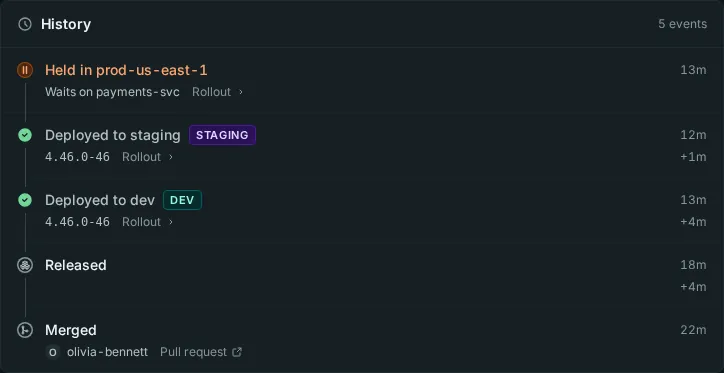 History 5 events
Held in prod-us-east-1 13m
Waits on payments-svc Rollout ›
Deployed to staging STAGING 12m
4.46.0-46 Rollout › +1m
Deployed to dev DEV 13m
4.46.0-46 Rollout › +4m
Released 18m
+4m
Merged 22m
O olivia-bennett Pull request